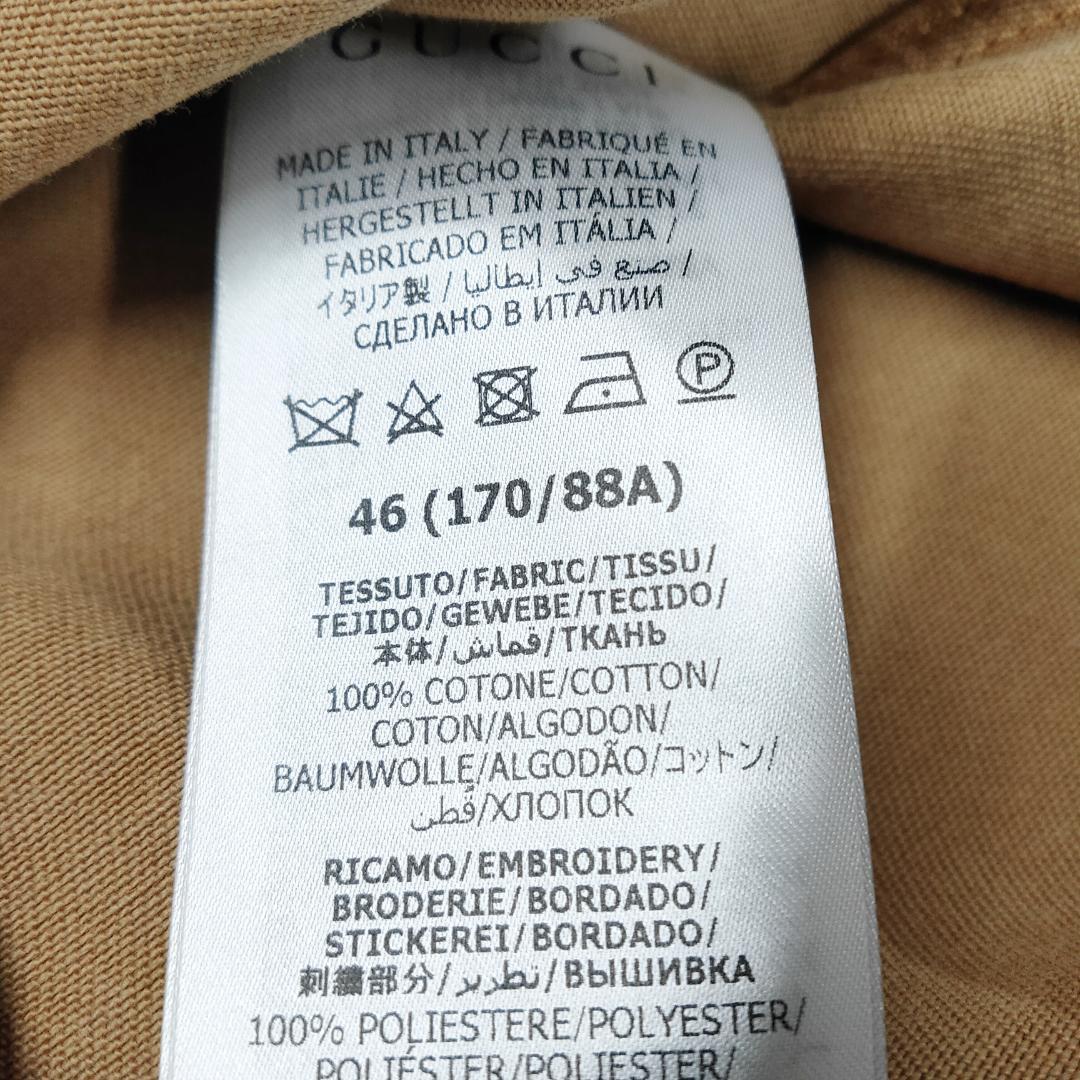 GUCCI
MADE IN ITALY / FABRIQUÉ EN
ITALIE / HECHO EN ITALIA /
HERGESTELLT IN ITALIEN /
FABRICADO EM ITÁLIA /
イタリア製 / صنع في إيطاليا /
СДЕЛАНО В ИТАЛИИ
P
46 (170/88A)
TESSUTO/FABRIC/TISSU/
TEJIDO/GEWEBE/TECIDO/
本体/قماش/ТКАНЬ
100% COTONE/COTTON/
COTON/ALGODON/
BAUMWOLLE/ALGODÃO/コットン/
قطن/ХЛОПОК
RICAMO/EMBROIDERY/
BRODERIE/BORDADO/
STICKEREI/BORDADO/
刺繍部分/تطريز/ВЫШИВКА
100% POLIESTERE/POLYESTER/
POLIÉSTER/POLYESTER/